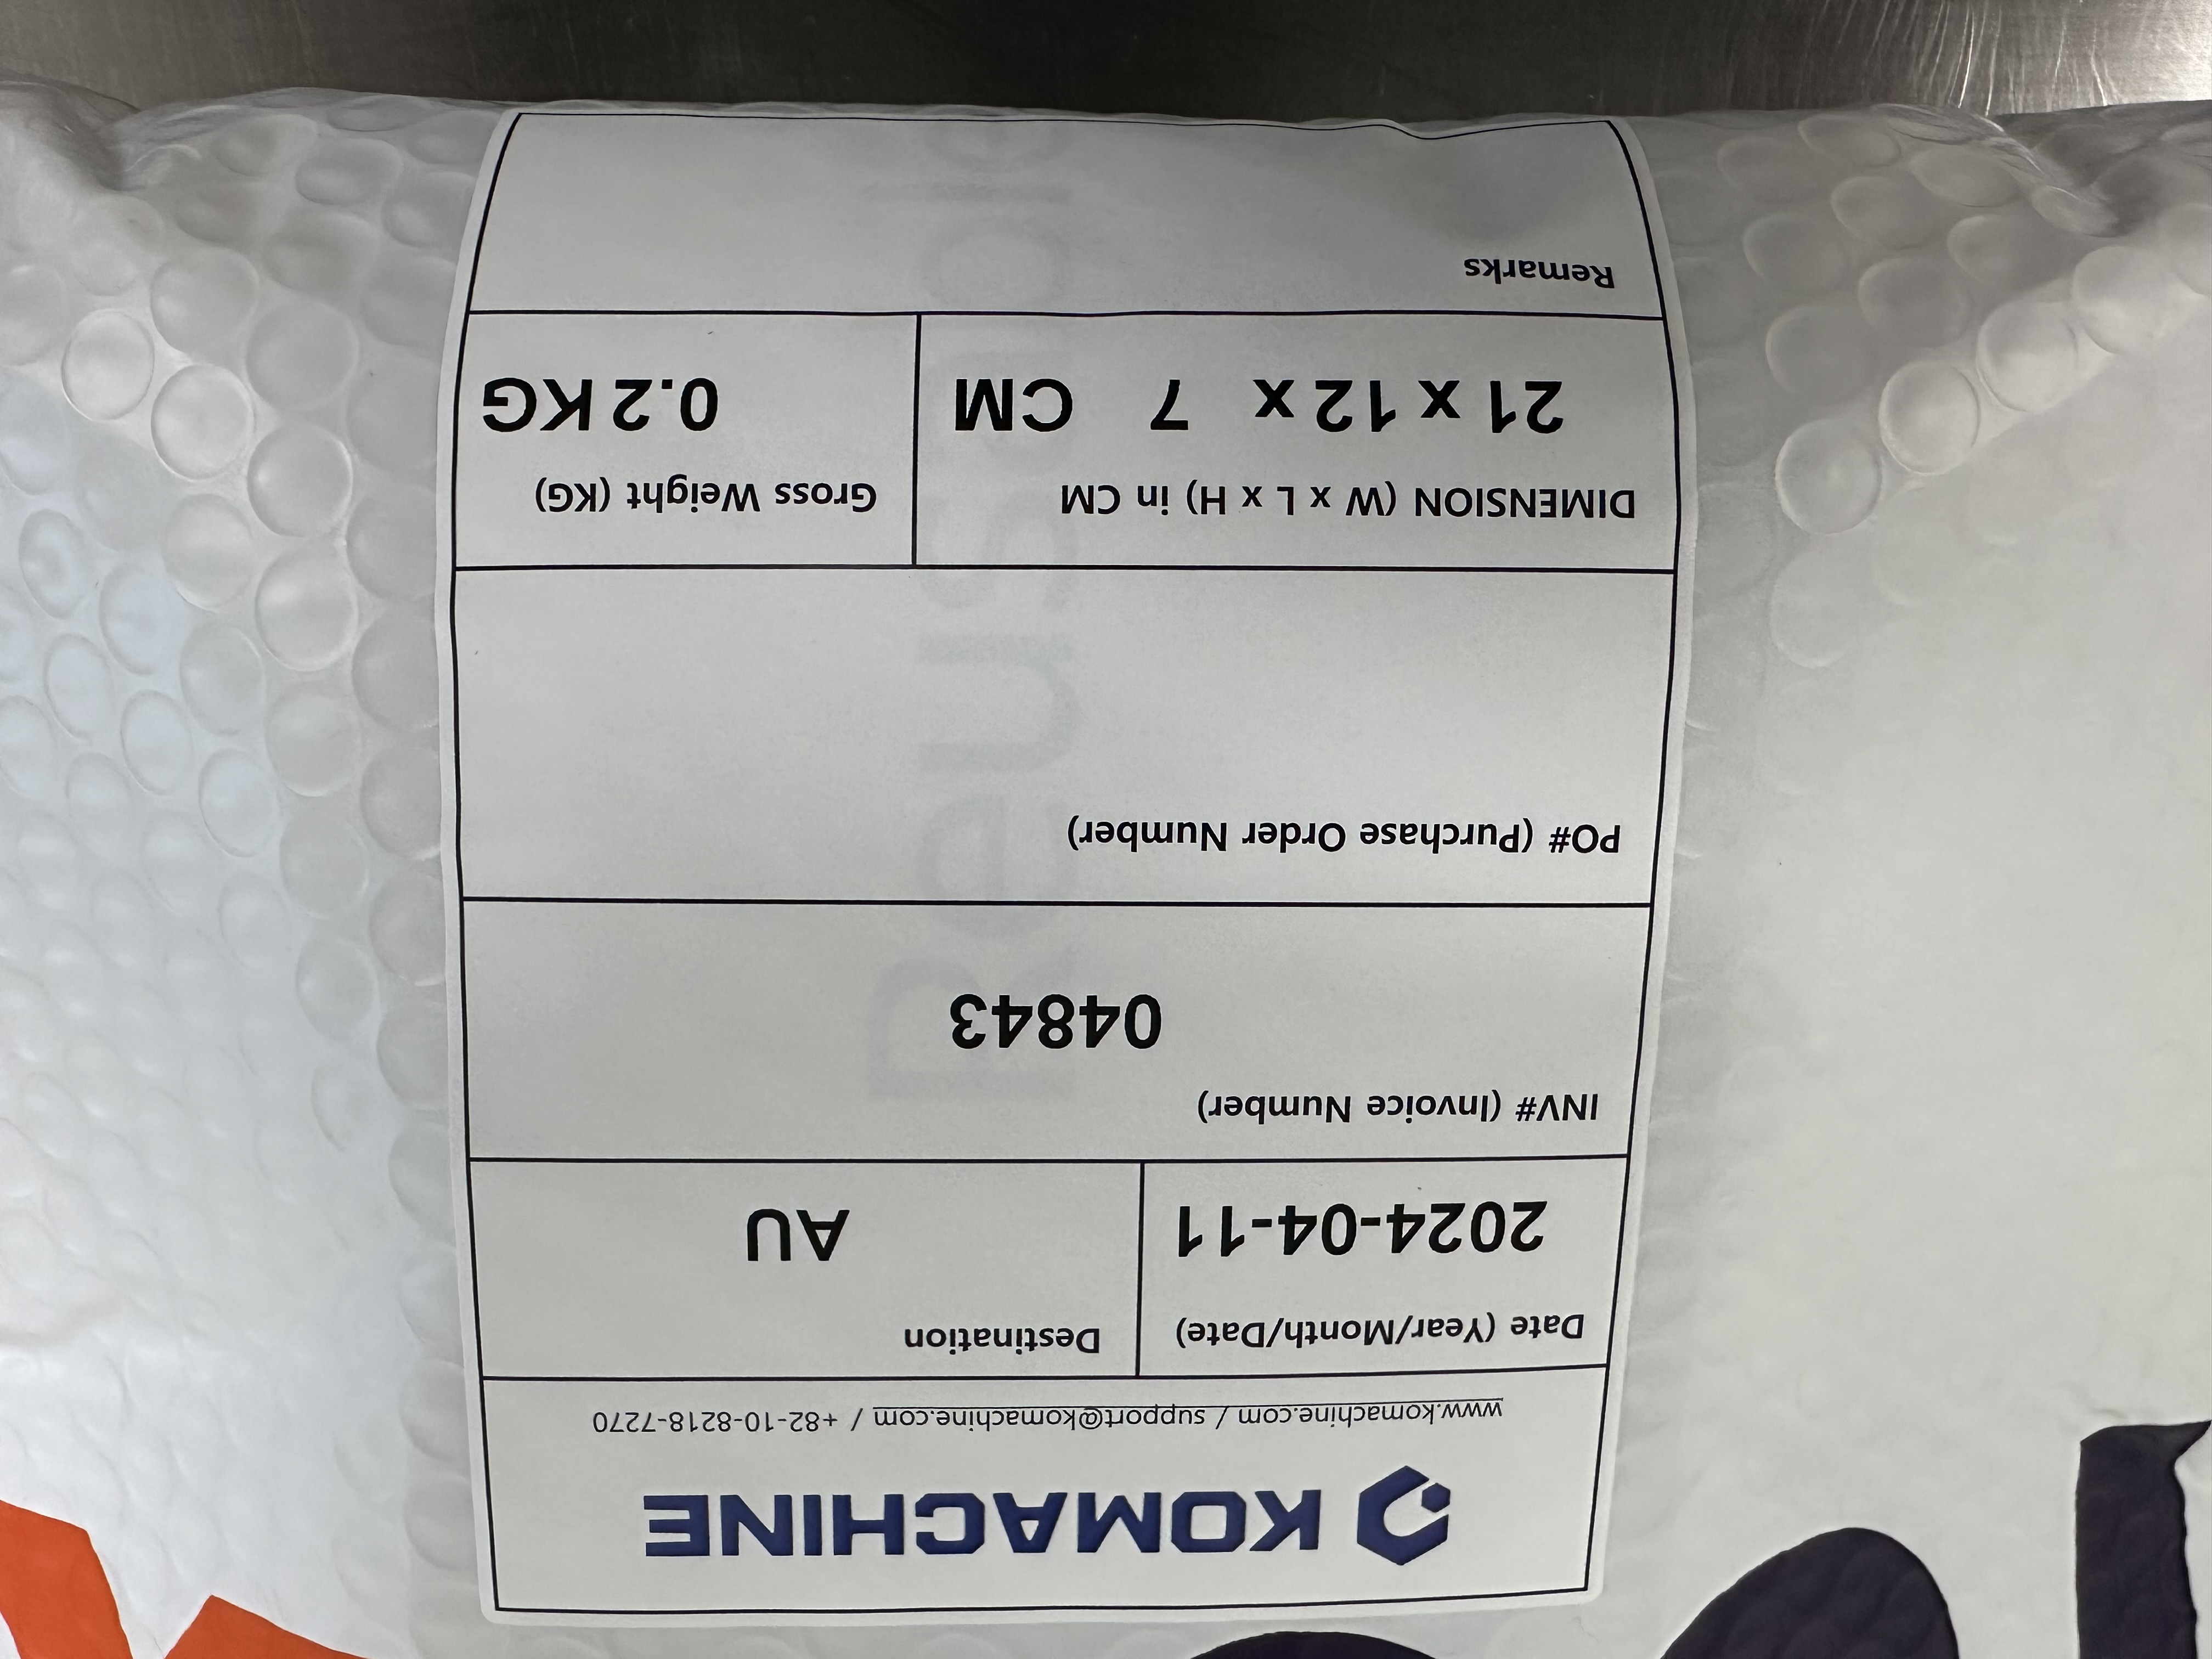 KOMACHINE
www.komachine.com / support@komachine.com / +82-10-8218-7270
Date (Year/Month/Date)
2024-04-11
Destination
AU
INV# (Invoice Number)
04843
PO# (Purchase Order Number)
DIMENSION (W x L x H) in CM
21 x 12 x 7 CM
Gross Weight (KG)
0.2 KG
Remarks